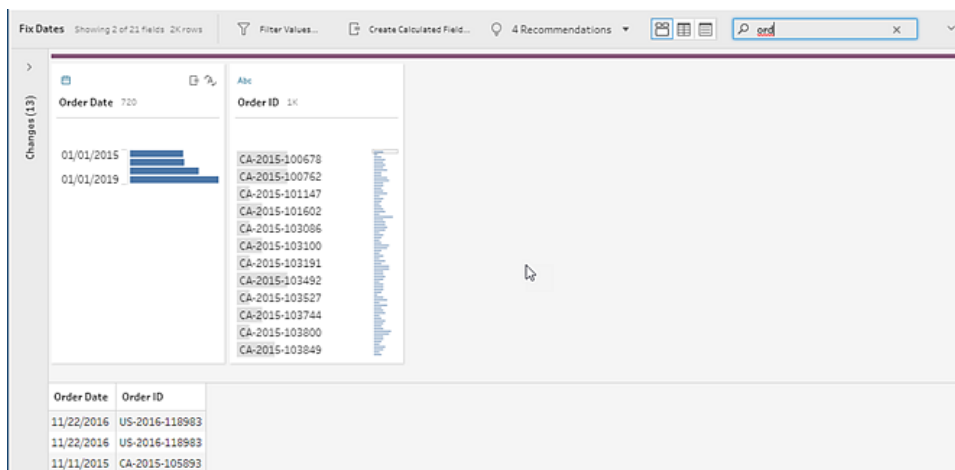 Fix Dates Showing 2 of 21 fields 2K rows Filter Values... Create Calculated Field... 4 Recommendations ord
Changes (13)
Abc
Order Date 720
Order ID 1K
01/01/2015
01/01/2019
CA-2015-100678
CA-2015-100762
CA-2015-101147
CA-2015-101602
CA-2015-103086
CA-2015-103100
CA-2015-103191
CA-2015-103492
CA-2015-103527
CA-2015-103744
CA-2015-103800
CA-2015-103849
Order Date Order ID
11/22/2016 US-2016-118983
11/22/2016 US-2016-118983
11/11/2015 CA-2015-105893